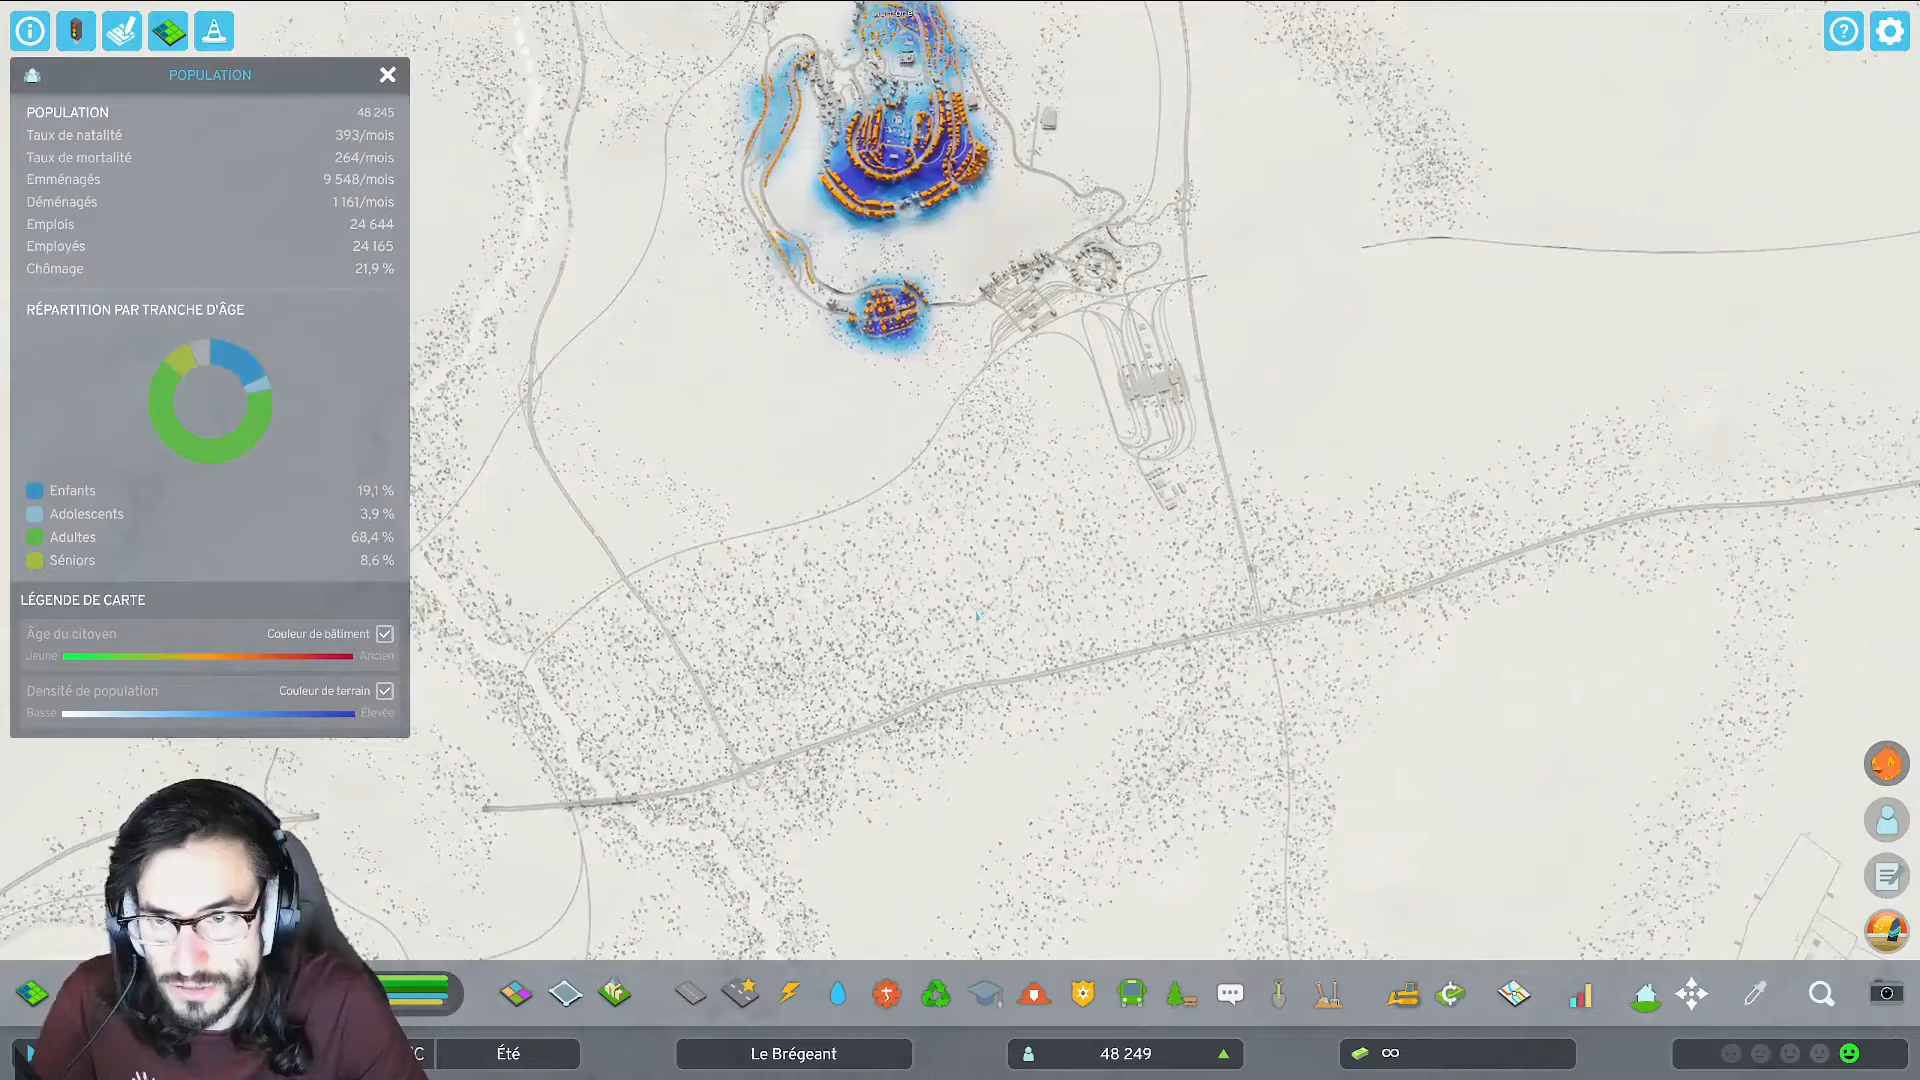 POPULATION
POPULATION 48 245
Taux de natalité 393/mois
Taux de mortalité 264/mois
Emménagés 9 548/mois
Déménagés 1 161/mois
Emplois 24 644
Employés 24 165
Chômage 21,9 %
RÉPARTITION PAR TRANCHE D'ÂGE
Enfants 19,1 %
Adolescents 3,9 %
Adultes 68,4 %
Séniors 8,6 %
LÉGENDE DE CARTE
Âge du citoyen Couleur de bâtiment
Jeune Ancien
Densité de population Couleur de terrain
Basse Élevée
C Été Le Brégeant 48 249 ∞